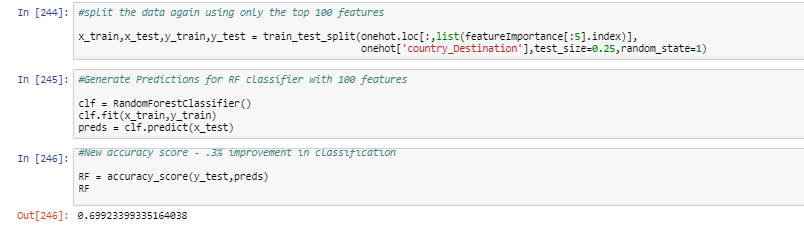 In [244]: #split the data again using only the top 100 features
x_train,x_test,y_train,y_test = train_test_split(onehot.loc[:,list(featureImportance[:5].index)],
onehot['country_Destination'],test_size=0.25,random_state=1)
In [245]: #Generate Predictions for RF classifier with 100 features
clf = RandomForestClassifier()
clf.fit(x_train,y_train)
preds = clf.predict(x_test)
In [246]: #New accuracy score - .3% improvement in classification
RF = accuracy_score(y_test,preds)
RF
Out[246]: 0.69923399335164038